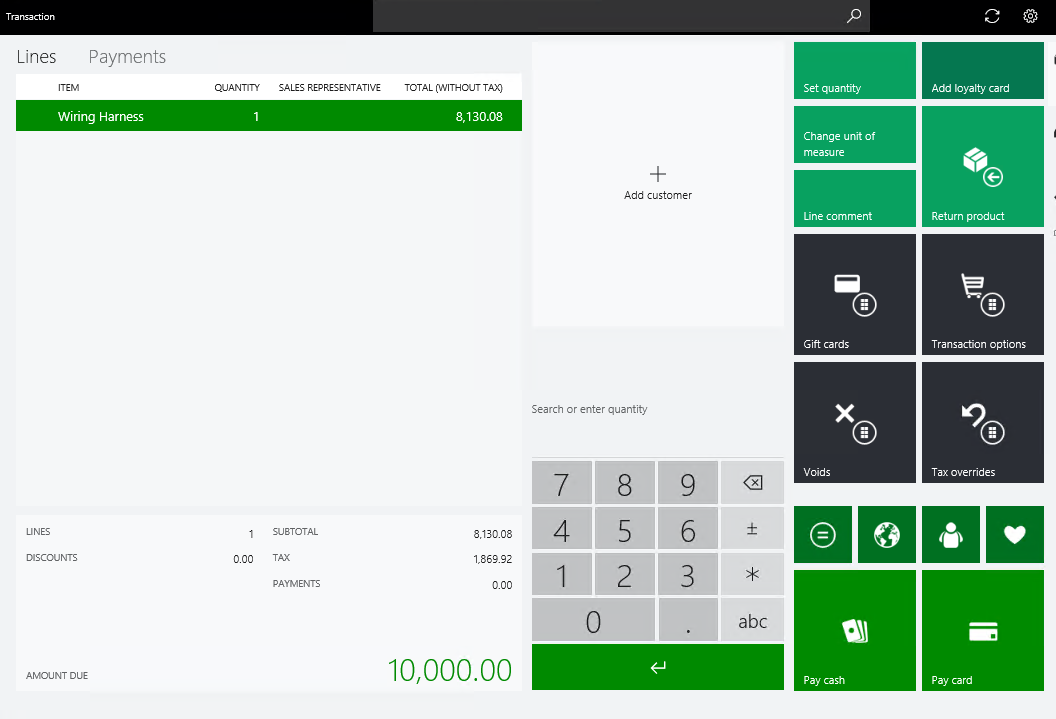 Transaction
Lines Payments
ITEM QUANTITY SALES REPRESENTATIVE TOTAL (WITHOUT TAX)
Wiring Harness 1 8,130.08
LINES 1 SUBTOTAL 8,130.08
DISCOUNTS 0.00 TAX 1,869.92
PAYMENTS 0.00
AMOUNT DUE 10,000.00
Add customer
Search or enter quantity
7 8 9
4 5 6 ±
1 2 3 *
0 . abc
Set quantity
Add loyalty card
Change unit of
measure
Line comment
Return product
Gift cards
Transaction options
Voids
Tax overrides
Pay cash
Pay card